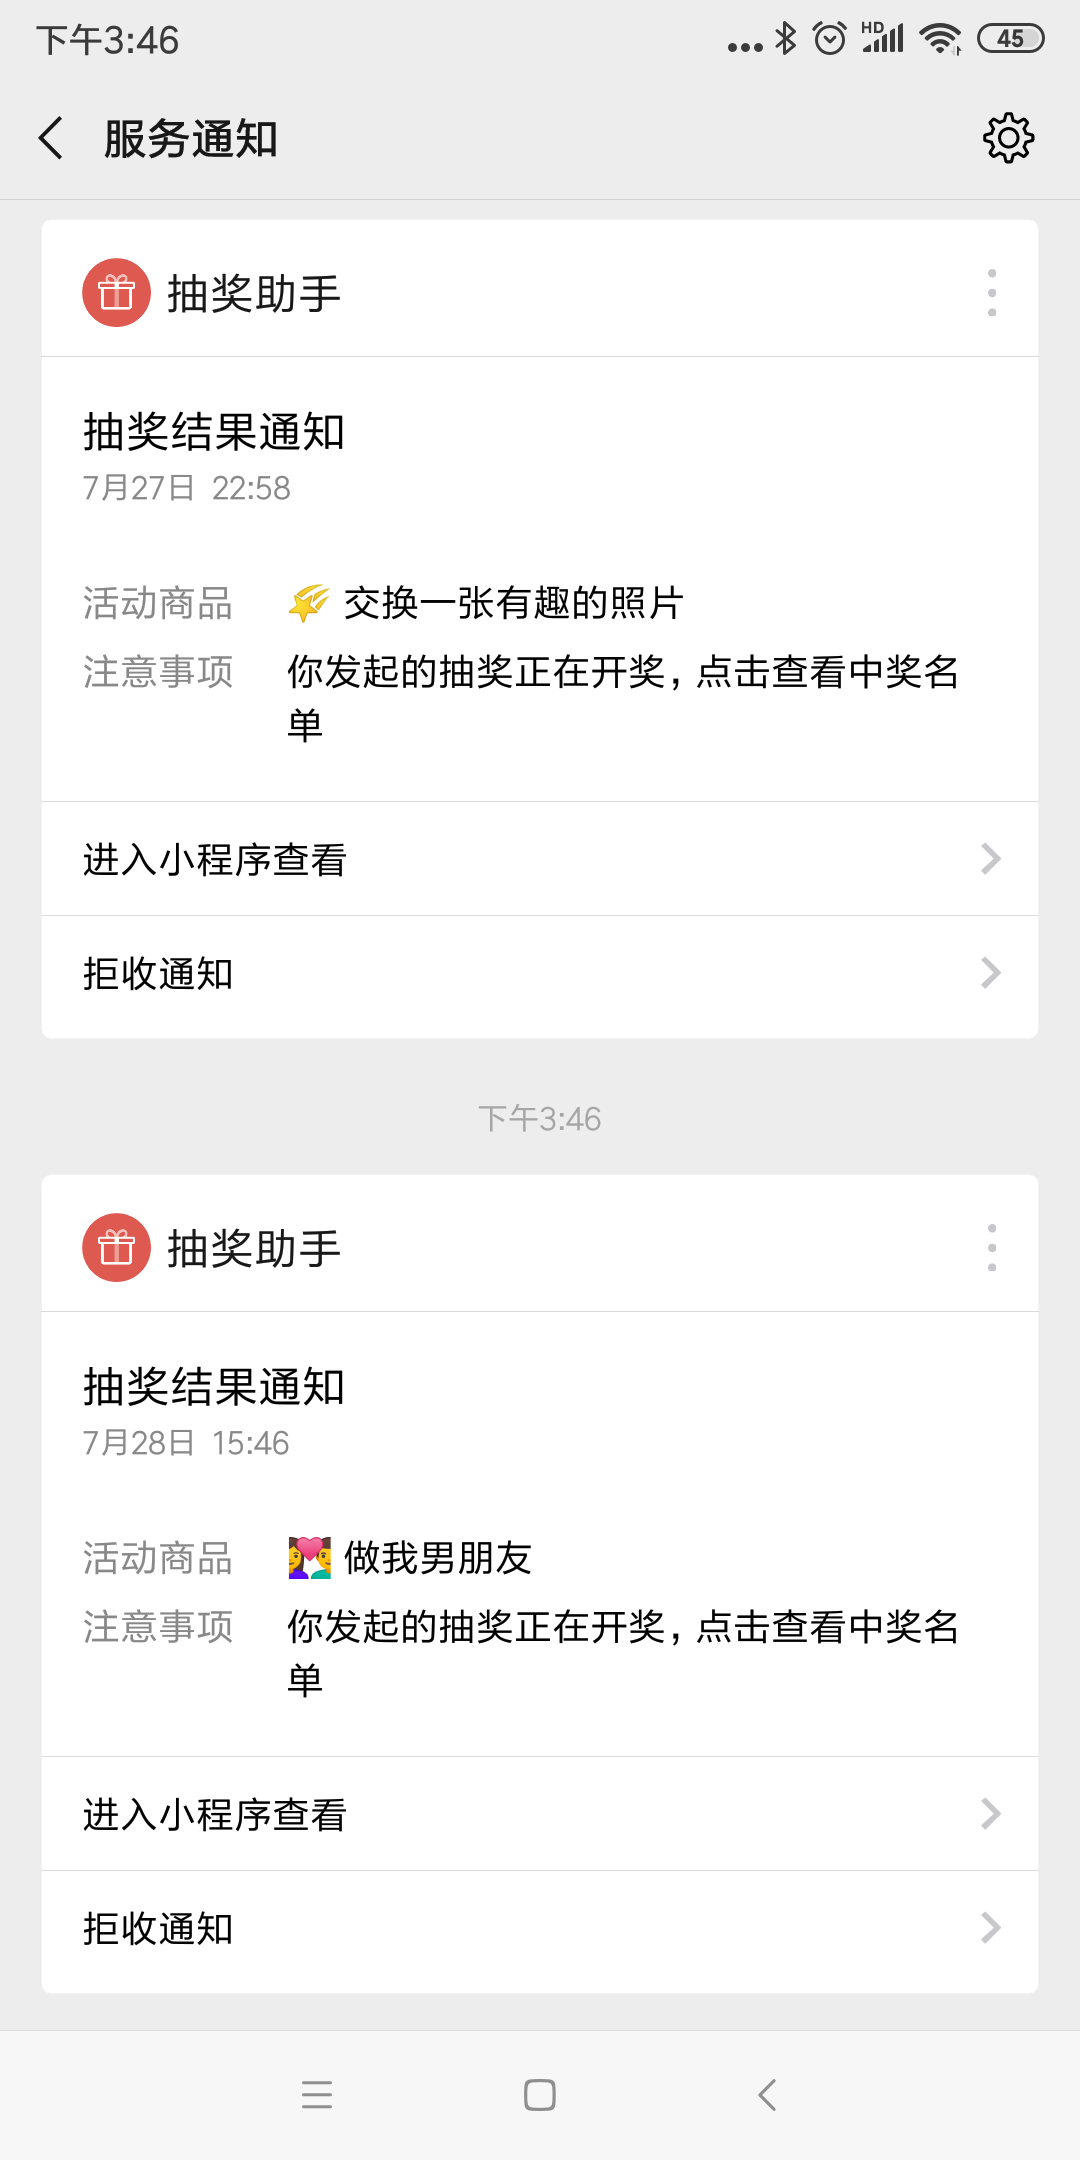 下午3:46
HD
45
服务通知
抽奖助手
抽奖结果通知
7月27日 22:58
活动商品 🌠 交换一张有趣的照片
注意事项 你发起的抽奖正在开奖，点击查看中奖名
单
进入小程序查看
拒收通知
下午3:46
抽奖助手
抽奖结果通知
7月28日 15:46
活动商品 👩‍❤️‍👨 做我男朋友
注意事项 你发起的抽奖正在开奖，点击查看中奖名
单
进入小程序查看
拒收通知